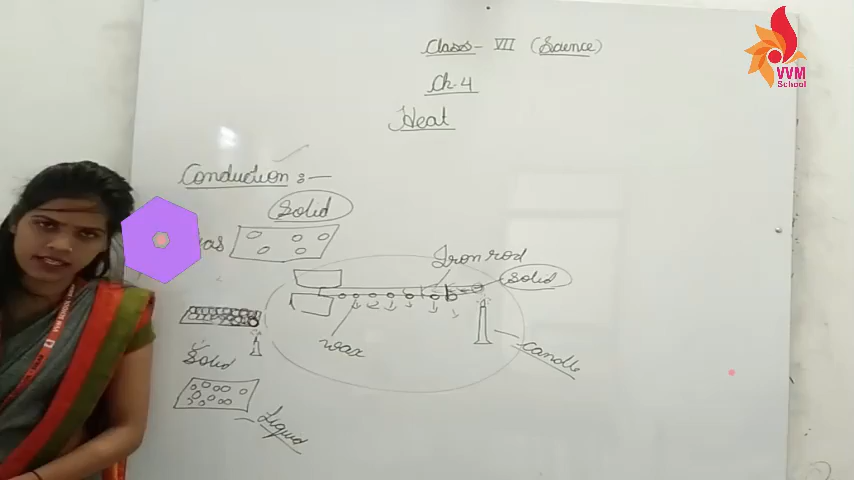 Class- VII (Science)
Ch.4
Heat
VVM
School
Conduction :-
Solid
Iron rod
Solid
wax
candle
Solid
Liquid